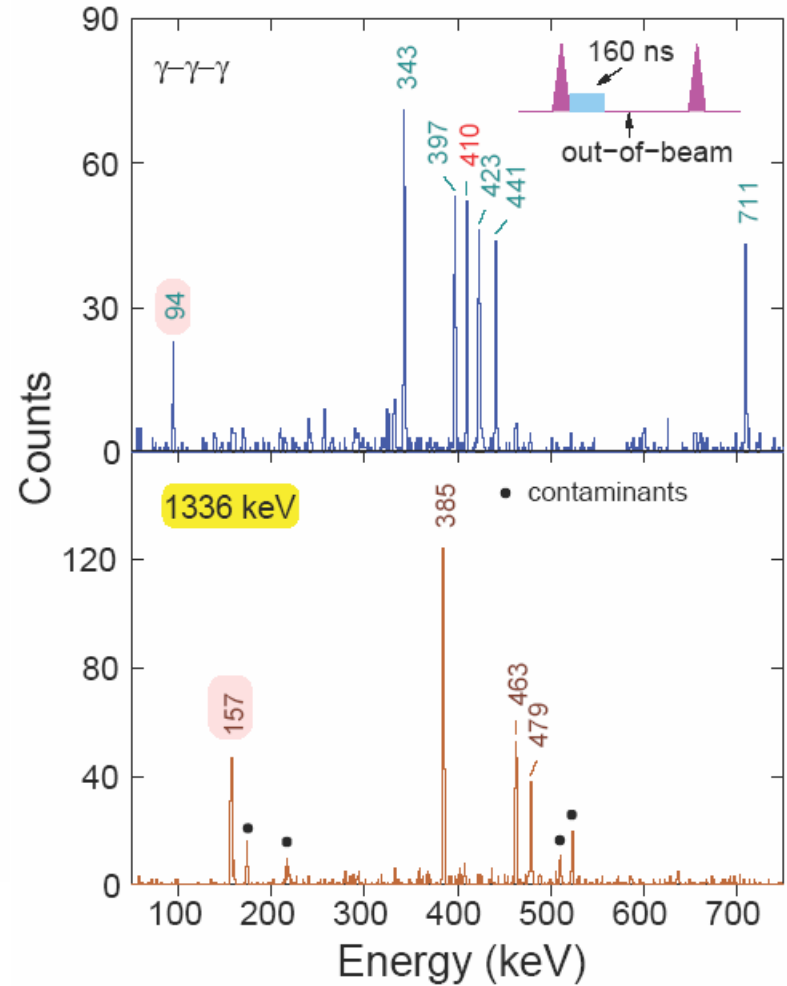 90
γ−γ−γ
343
160 ns
397
410
423
441
out−of−beam
711
60
94
30
0
Counts
1336 keV
385
contaminants
120
157
463
479
80
40
0
100 200 300 400 500 600 700
Energy (keV)